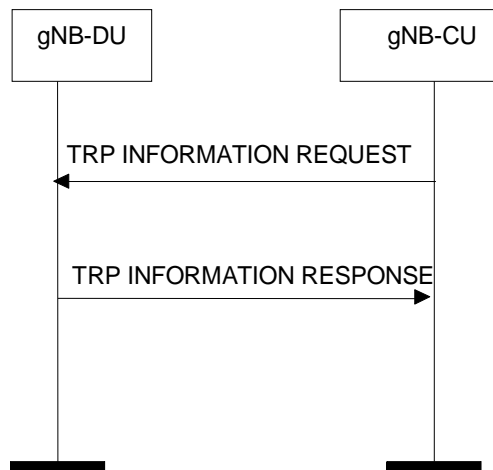 gNB-DU
gNB-CU
TRP INFORMATION REQUEST
TRP INFORMATION RESPONSE